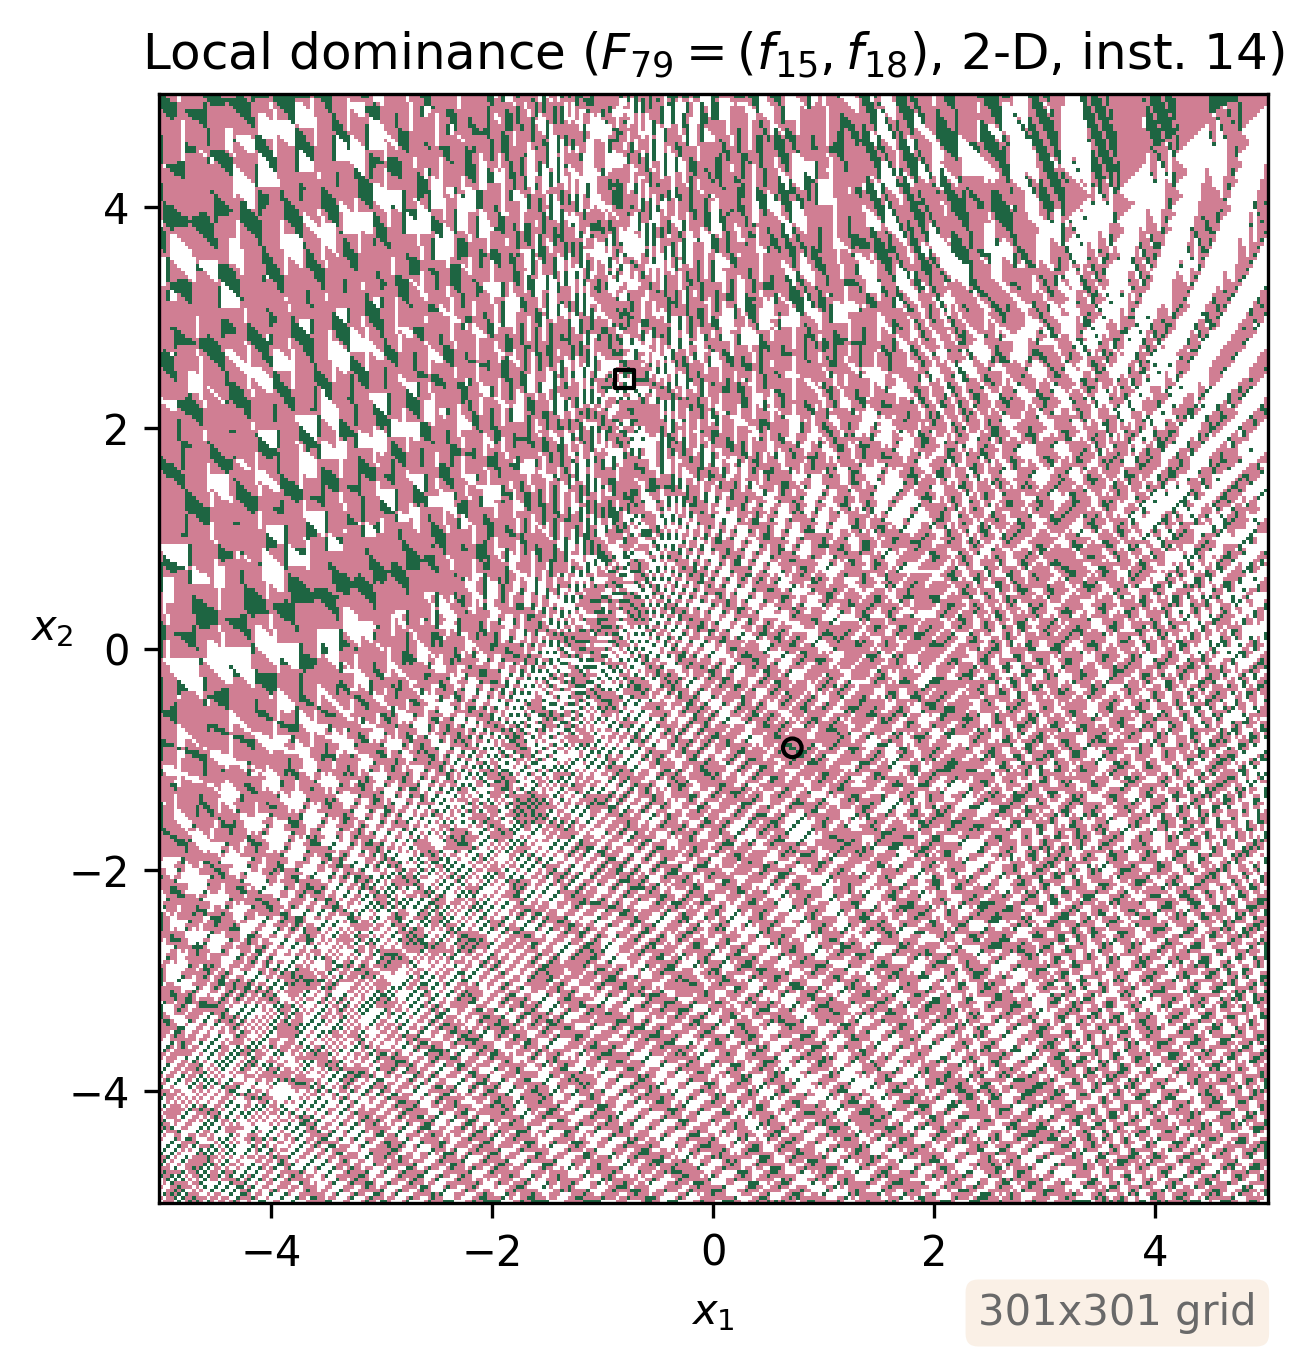 Local dominance (F₇₉ = (f₁₅, f₁₈), 2-D, inst. 14)
4
2
x₂
0
−2
−4
−4
−2
0
2
4
x₁
301x301 grid